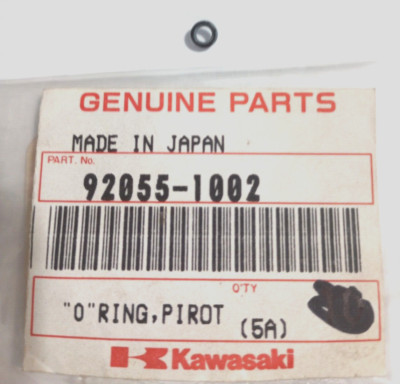 GENUINE PARTS
MADE IN JAPAN
PART. No.
92055-1002
Q'TY
"O"RING,PIROT (5A)
Kawasaki